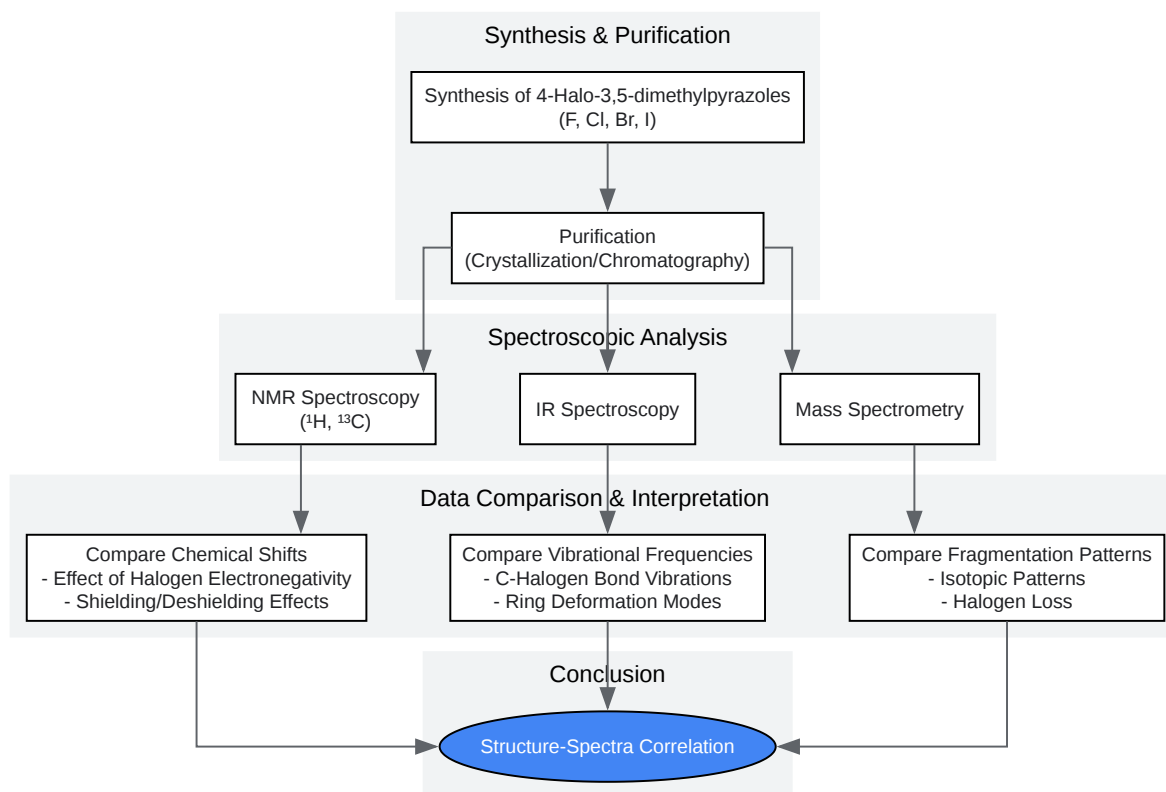 Synthesis & Purification
Synthesis of 4-Halo-3,5-dimethylpyrazoles
(F, Cl, Br, I)
Purification
(Crystallization/Chromatography)
Spectroscopic Analysis
NMR Spectroscopy
(¹H, ¹³C)
IR Spectroscopy
Mass Spectrometry
Data Comparison & Interpretation
Compare Chemical Shifts
- Effect of Halogen Electronegativity
- Shielding/Deshielding Effects
Compare Vibrational Frequencies
- C-Halogen Bond Vibrations
- Ring Deformation Modes
Compare Fragmentation Patterns
- Isotopic Patterns
- Halogen Loss
Conclusion
Structure-Spectra Correlation